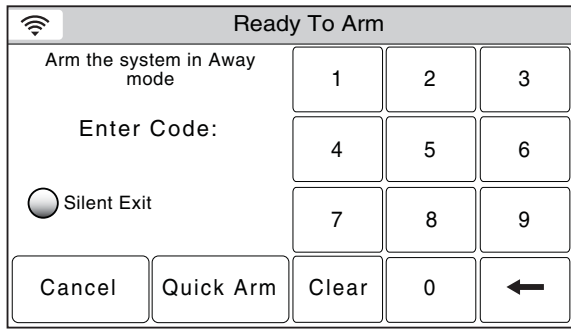 Ready To Arm
Arm the system in Away
mode
Enter Code:
Silent Exit
1 2 3
4 5 6
7 8 9
Cancel Quick Arm Clear 0